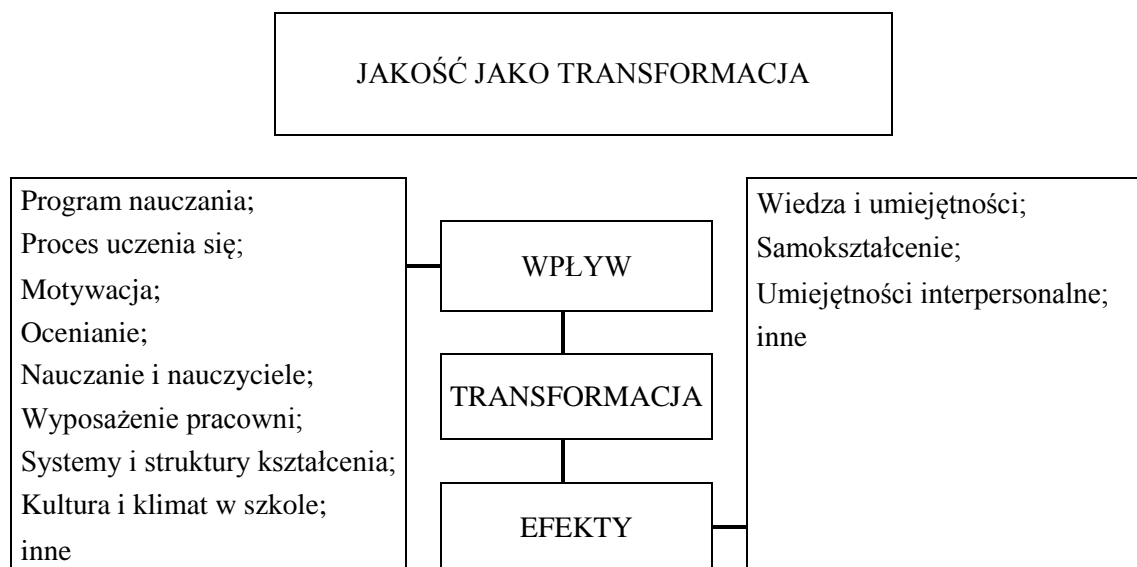 JAKOŚĆ JAKO TRANSFORMACJA
Program nauczania;
Proces uczenia się;
Motywacja;
Ocenianie;
Nauczanie i nauczyciele;
Wyposażenie pracowni;
Systemy i struktury kształcenia;
Kultura i klimat w szkole;
inne
WPŁYW
TRANSFORMACJA
EFEKTY
Wiedza i umiejętności;
Samokształcenie;
Umiejętności interpersonalne;
inne